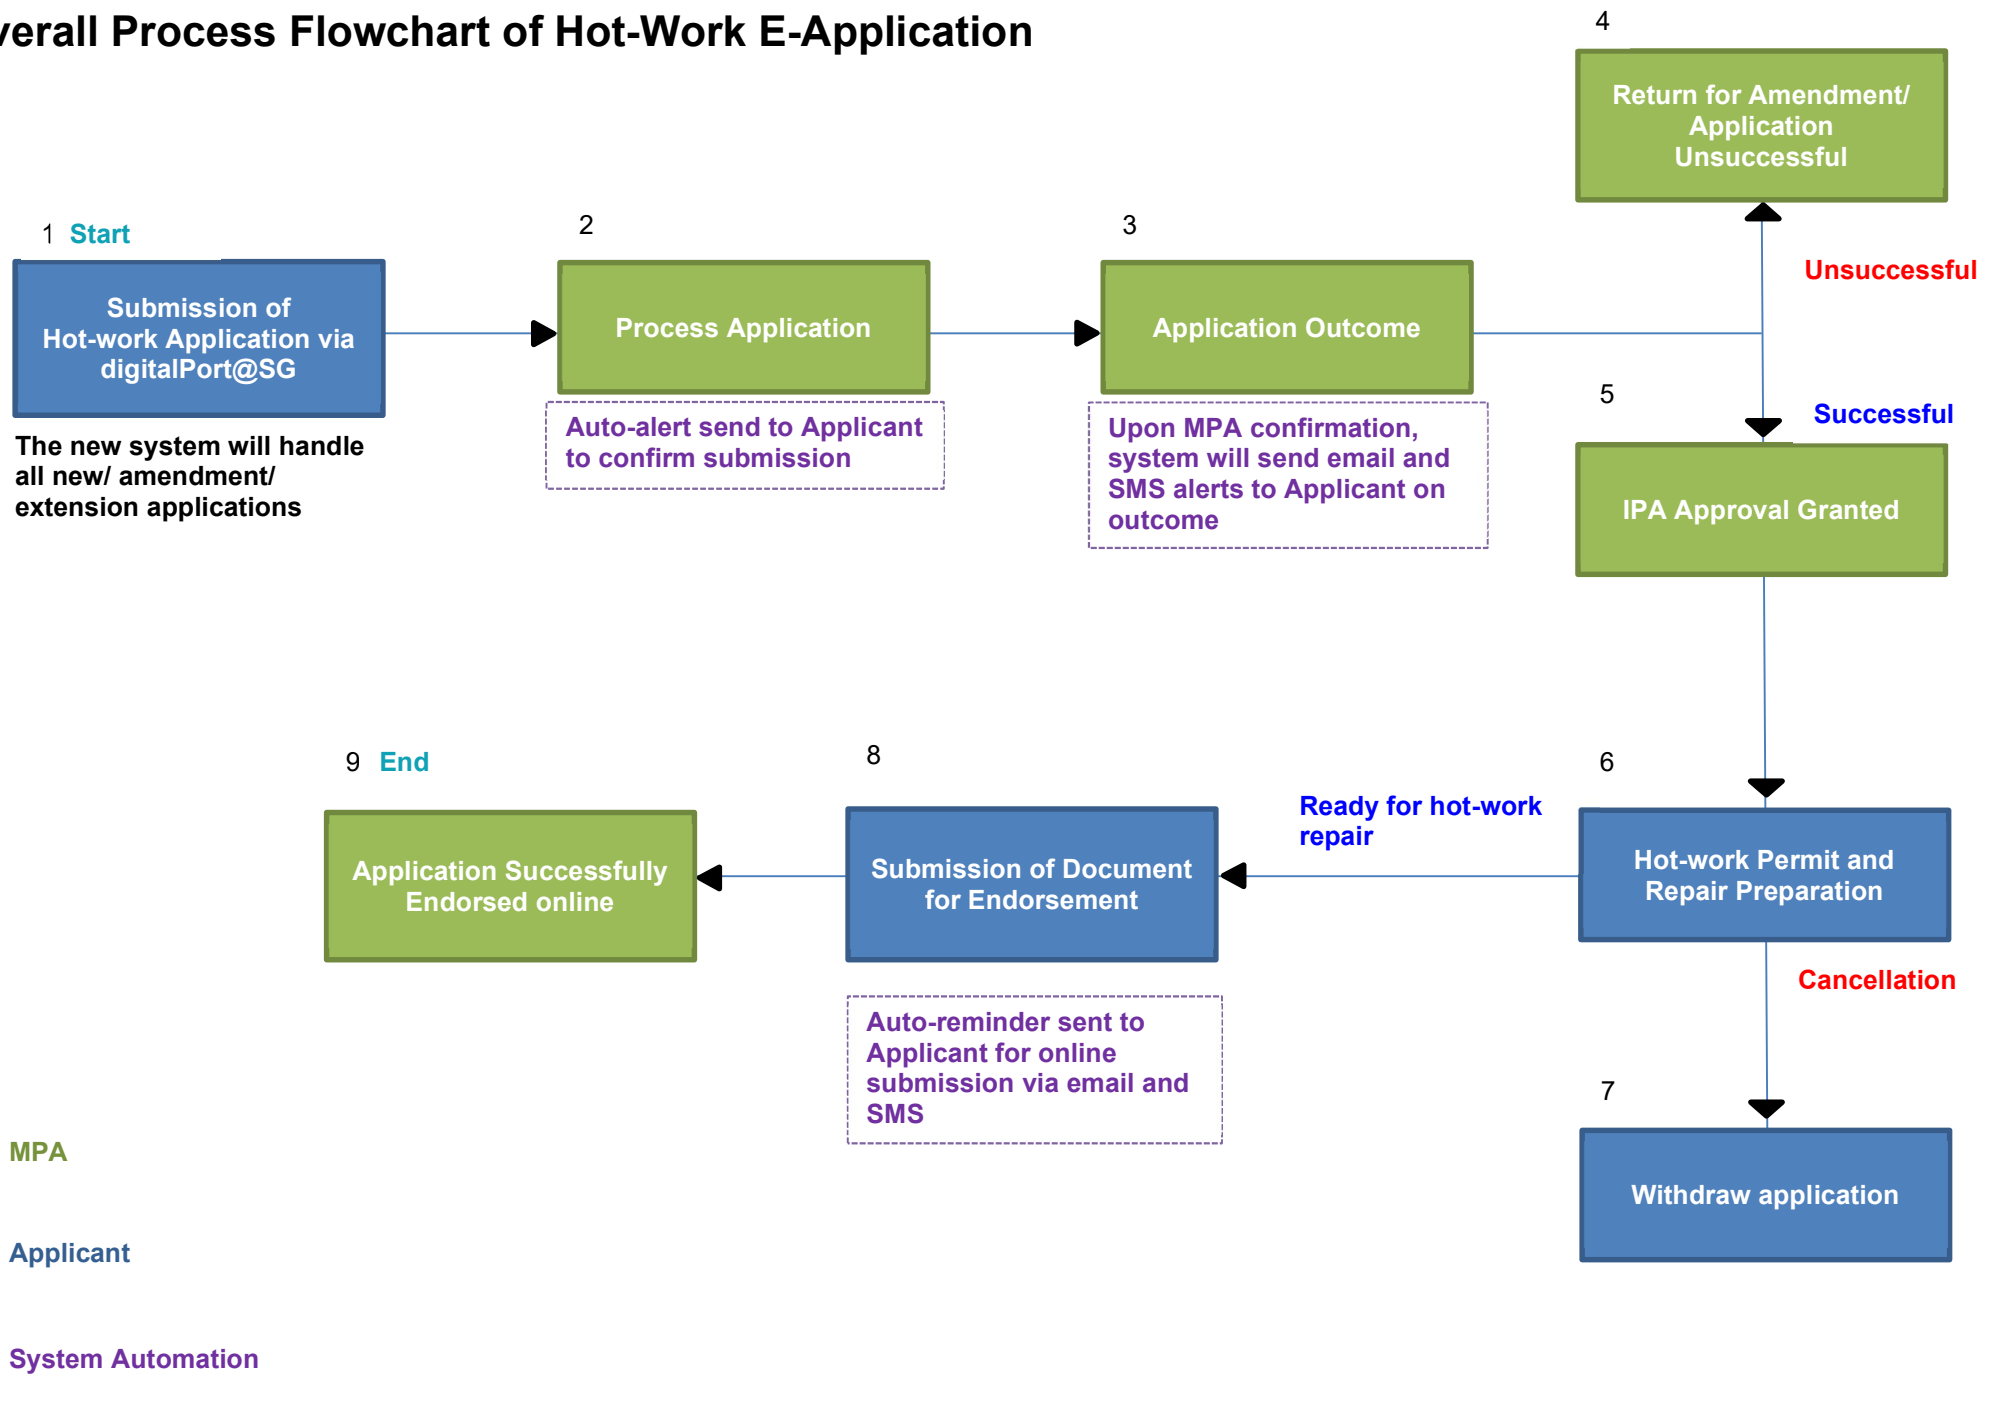 verall Process Flowchart of Hot-Work E-Application
4
Return for Amendment/
Application
Unsuccessful
1 Start
2
3
Unsuccessful
Submission of
Hot-work Application via
digitalPort@SG
Process Application
Application Outcome
5
Successful
The new system will handle
all new/ amendment/
extension applications
Auto-alert send to Applicant
to confirm submission
Upon MPA confirmation,
system will send email and
SMS alerts to Applicant on
outcome
IPA Approval Granted
9 End
8
6
Ready for hot-work
repair
Application Successfully
Endorsed online
Submission of Document
for Endorsement
Hot-work Permit and
Repair Preparation
Cancellation
Auto-reminder sent to
Applicant for online
submission via email and
SMS
7
Withdraw application
MPA
Applicant
System Automation